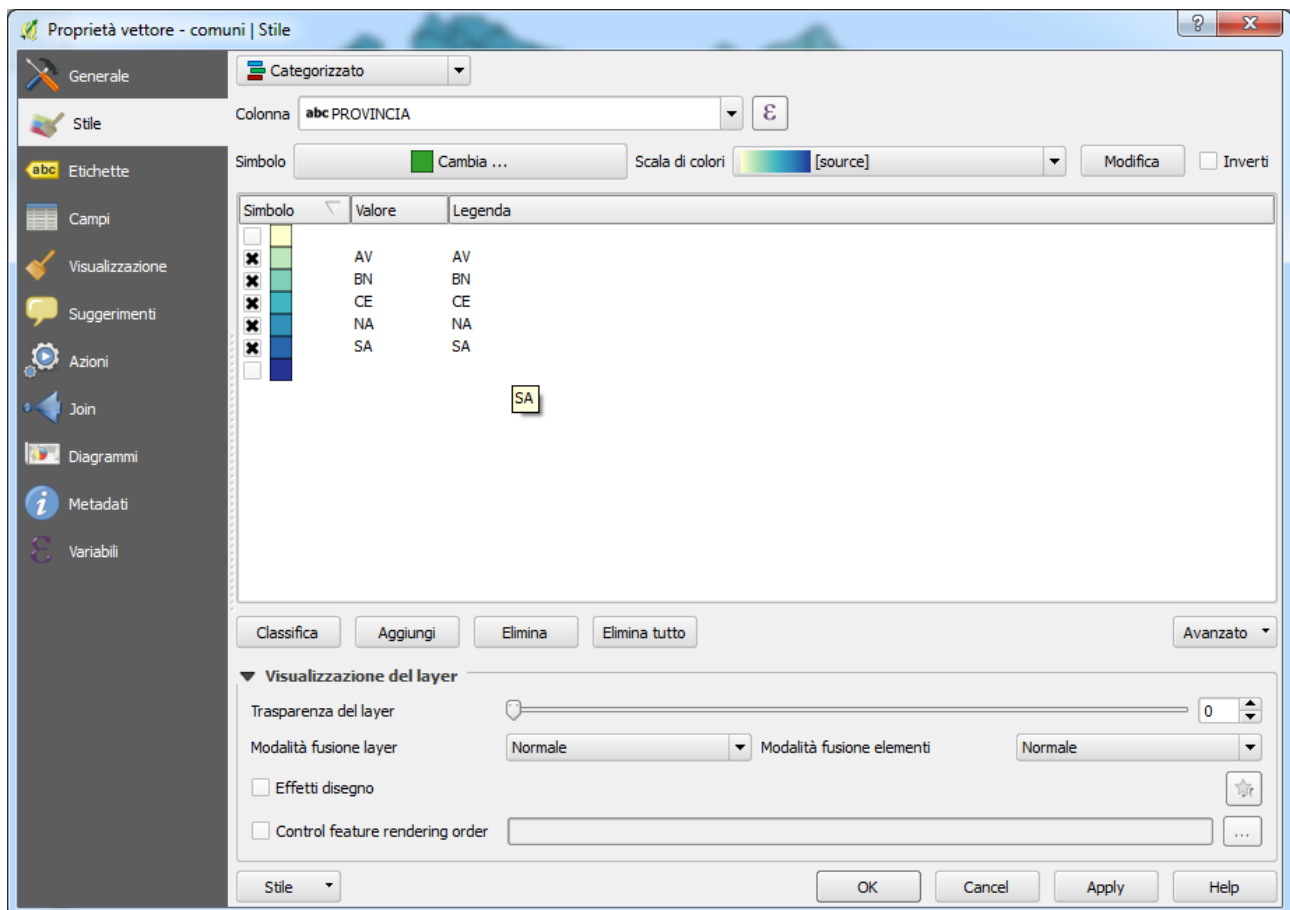 Proprietà vettore - comuni | Stile
Generale
Stile
abc Etichette
Campi
Visualizzazione
Suggerimenti
Azioni
Join
Diagrammi
Metadati
Variabili
Categorizzato
Colonna abc PROVINCIA ε
Simbolo Cambia ... Scala di colori [source] Modifica Inverti
Simbolo Valore Legenda
AV AV
BN BN
CE CE
NA NA
SA SA
SA
Classifica Aggiungi Elimina Elimina tutto Avanzato
Visualizzazione del layer
Trasparenza del layer 0
Modalità fusione layer Normale Modalità fusione elementi Normale
Effetti disegno
Control feature rendering order ...
Stile OK Cancel Apply Help